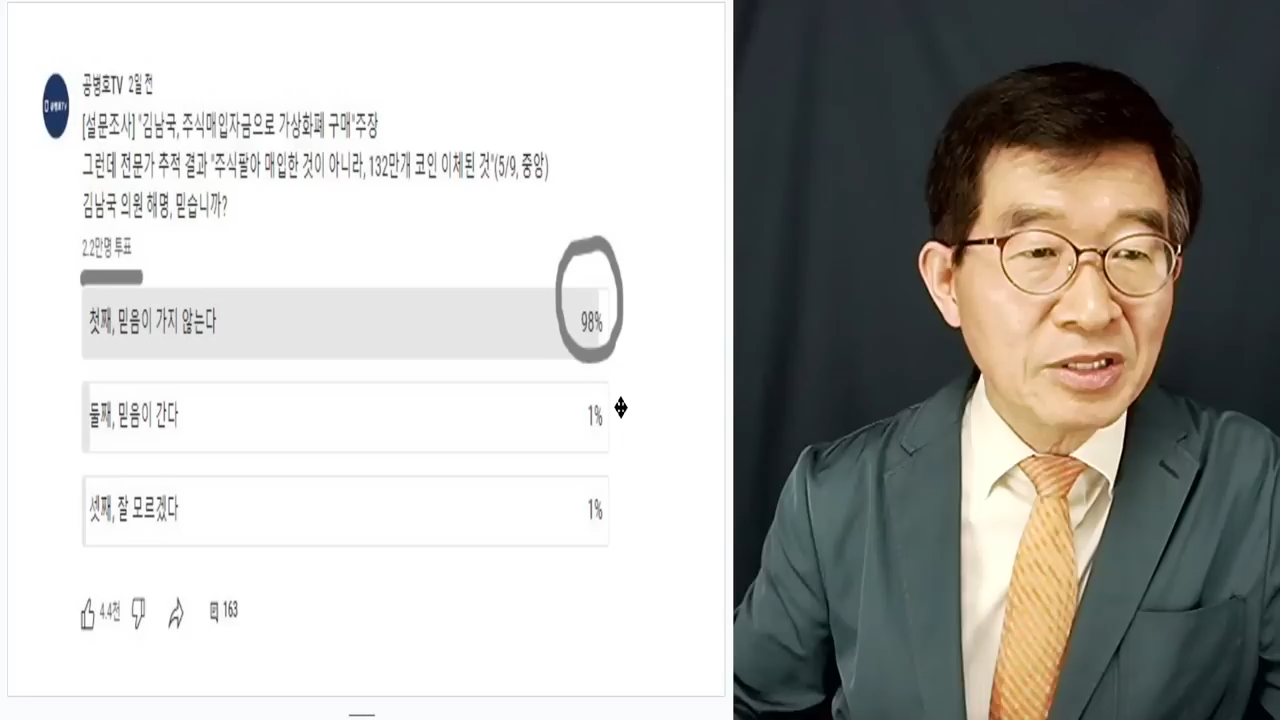 공병호TV 2일 전
공병호TV
[설문조사] "김남국, 주식매입자금으로 가상화폐 구매"주장
그런데 전문가 추적 결과 "주식팔아 매입한 것이 아니라, 132만개 코인 이체된 것"(5/9, 중앙)
김남국 의원 해명, 믿습니까?
2.2만명 투표
첫째, 믿음이 가지 않는다 98%
둘째, 믿음이 간다 1%
셋째, 잘 모르겠다 1%
4.4천 163